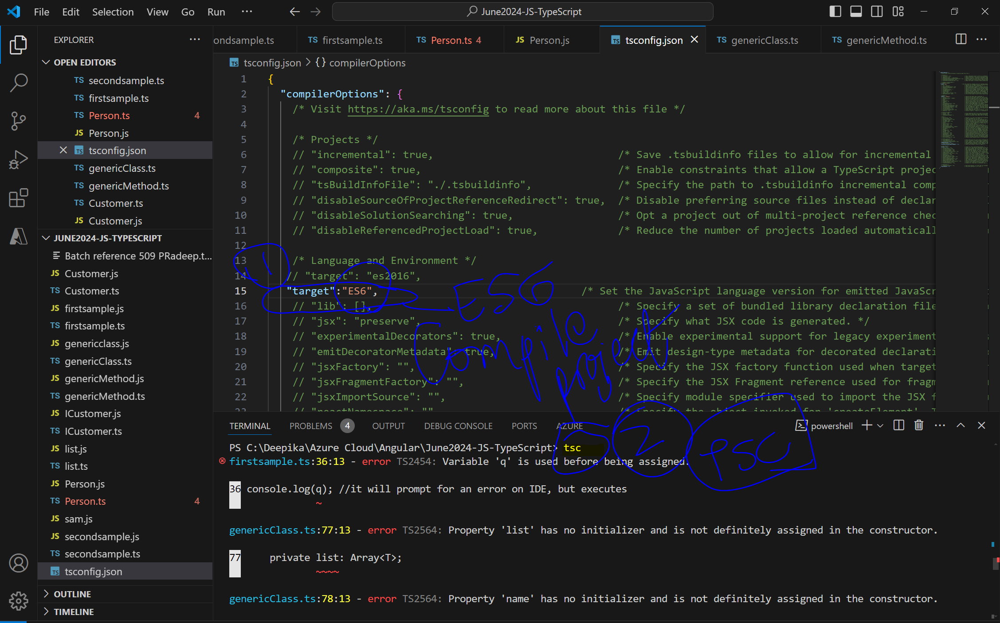 File Edit Selection View Go Run ···
June2024-JS-TypeScript
EXPLORER
OPEN EDITORS
TS secondsample.ts
TS firstsample.ts
TS Person.ts 4
JS Person.js
TS tsconfig.json
TS genericClass.ts
TS genericMethod.ts
TS Customer.ts
JS Customer.js
JUNE2024-JS-TYPESCRIPT
Batch reference 509 PRadeep.t...
JS Customer.js
TS Customer.ts
JS firstsample.js
TS firstsample.ts
JS genericclass.js
TS genericClass.ts
JS genericMethod.js
TS genericMethod.ts
JS ICustomer.js
TS ICustomer.ts
JS list.js
TS list.ts
JS Person.js
TS Person.ts 4
JS sam.js
JS secondsample.js
TS secondsample.ts
TS tsconfig.json
OUTLINE
TIMELINE
ondsample.ts TS firstsample.ts TS Person.ts 4 JS Person.js TS tsconfig.json TS genericClass.ts TS genericMethod.ts
TS tsconfig.json > {} compilerOptions
1 {
2 "compilerOptions": {
3 /* Visit https://aka.ms/tsconfig to read more about this file */
4
5 /* Projects */
6 // "incremental": true, /* Save .tsbuildinfo files to allow for incremental
7 // "composite": true, /* Enable constraints that allow a TypeScript projec
8 // "tsBuildInfoFile": "./.tsbuildinfo", /* Specify the path to .tsbuildinfo incremental comp
9 // "disableSourceOfProjectReferenceRedirect": true, /* Disable preferring source files instead of declar
10 // "disableSolutionSearching": true, /* Opt a project out of multi-project reference chec
11 // "disableReferencedProjectLoad": true, /* Reduce the number of projects loaded automaticall
12
13 /* Language and Environment */
14 // "target": "es2016",
15 "target":"ES6", /* Set the JavaScript language version for emitted JavaScr
16 // "lib": [], /* Specify a set of bundled library declaration file
17 // "jsx": "preserve", /* Specify what JSX code is generated. */
18 // "experimentalDecorators": true, /* Enable experimental support for legacy experiment
19 // "emitDecoratorMetadata": true, /* Emit design-type metadata for decorated declarati
20 // "jsxFactory": "", /* Specify the JSX factory function used when target
21 // "jsxFragmentFactory": "", /* Specify the JSX Fragment reference used for fragm
22 // "jsxImportSource": "", /* Specify module specifier used to import the JSX f
1
ES6
Compile
project
2
TERMINAL PROBLEMS 4 OUTPUT DEBUG CONSOLE PORTS AZURE
powershell
PS C:\Deepika\Azure Cloud\Angular\June2024-JS-TypeScript> tsc
firstsample.ts:36:13 - error TS2454: Variable 'q' is used before being assigned.
36 console.log(q); //it will prompt for an error on IDE, but executes
~
genericClass.ts:77:13 - error TS2564: Property 'list' has no initializer and is not definitely assigned in the constructor.
77 private list: Array<T>;
~~~~
genericClass.ts:78:13 - error TS2564: Property 'name' has no initializer and is not definitely assigned in the constructor.